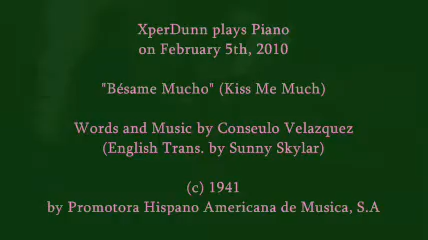 XperDunn plays Piano
on February 5th, 2010
"Bésame Mucho" (Kiss Me Much)
Words and Music by Conseulo Velazquez
(English Trans. by Sunny Skylar)
(c) 1941
by Promotora Hispano Americana de Musica, S.A